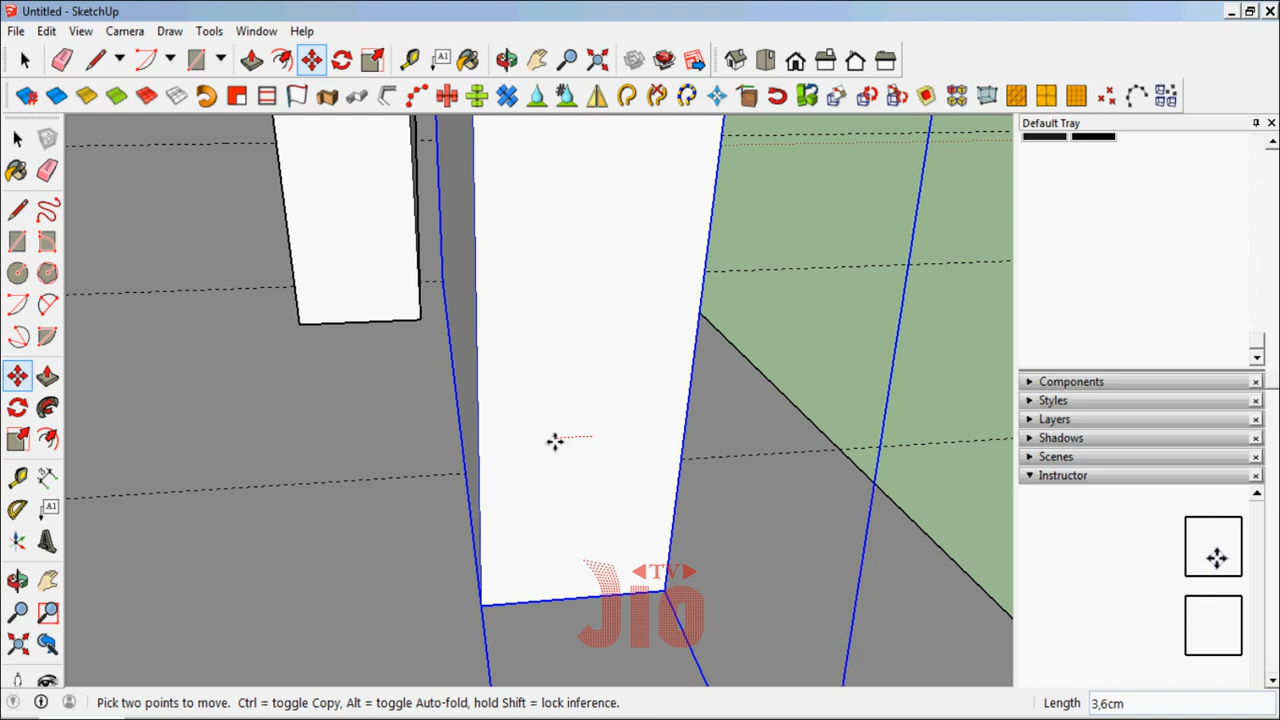 Untitled - SketchUp
File Edit View Camera Draw Tools Window Help
A1
Default Tray
Components
Styles
Layers
Shadows
Scenes
Instructor
A1
TV
JIO
Pick two points to move. Ctrl = toggle Copy, Alt = toggle Auto-fold, hold Shift = lock inference.
Length 3,6cm